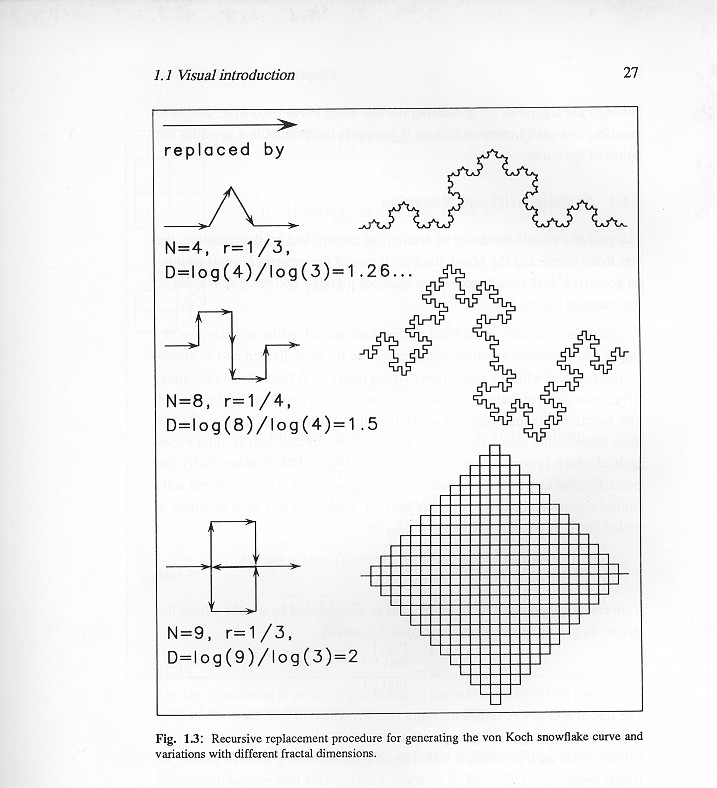 1.1 Visual introduction
27
replaced by
N=4, r=1/3,
D=log(4)/log(3)=1.26...
N=8, r=1/4,
D=log(8)/log(4)=1.5
N=9, r=1/3,
D=log(9)/log(3)=2
Fig. 1.3: Recursive replacement procedure for generating the von Koch snowflake curve and
variations with different fractal dimensions.